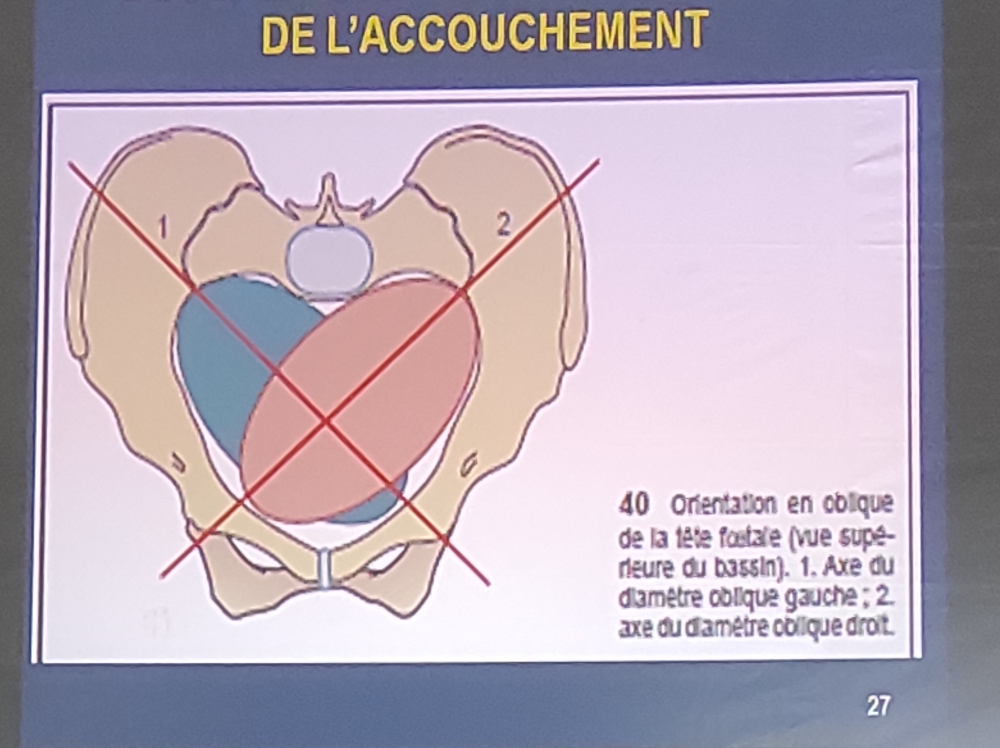 DE L'ACCOUCHEMENT
1
2
40 Orientation en oblique
de la tête fœtale (vue supé-
rieure du bassin). 1. Axe du
diamètre oblique gauche ; 2.
axe du diamètre oblique droit.
27